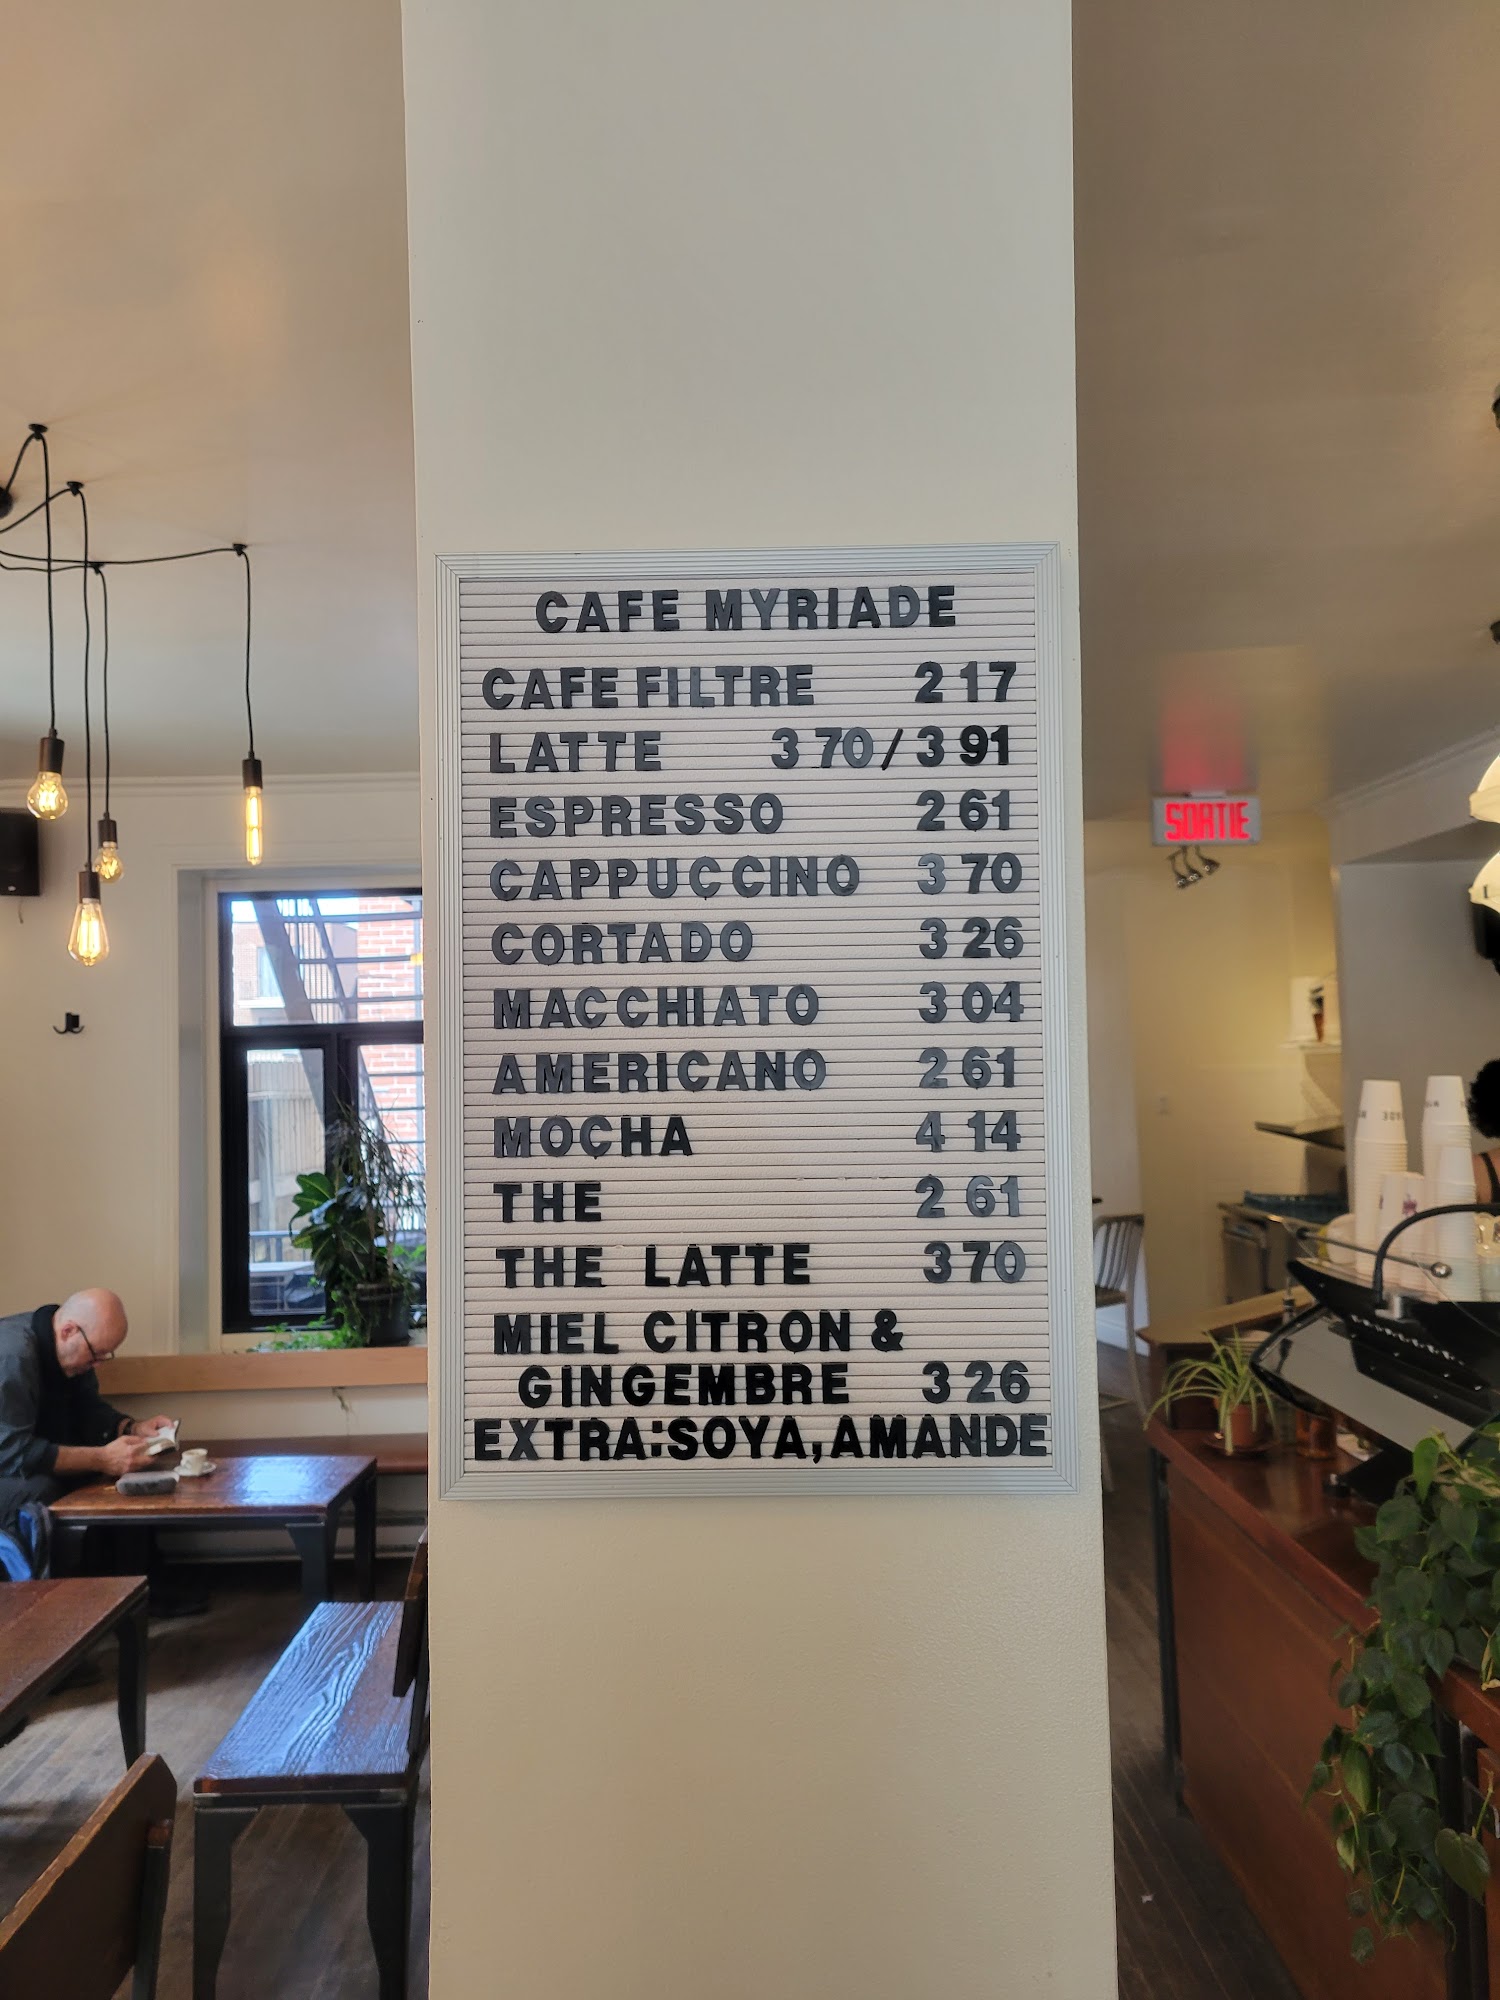 CAFE MYRIADE
CAFE FILTRE 2 17
LATTE 3 70/3 91
ESPRESSO 2 61
CAPPUCCINO 3 70
CORTADO 3 26
MACCHIATO 3 04
AMERICANO 2 61
MOCHA 4 14
THE 2 61
THE LATTE 3 70
MIEL CITRON &
GINGEMBRE 3 26
EXTRA:SOYA,AMANDE
SORTIE